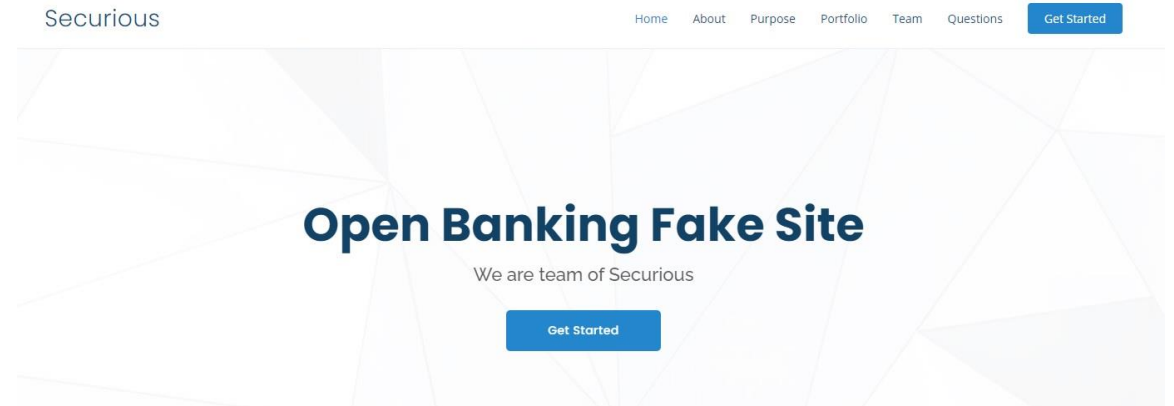 Securious
Home About Purpose Portfolio Team Questions Get Started
Open Banking Fake Site
We are team of Securious
Get Started